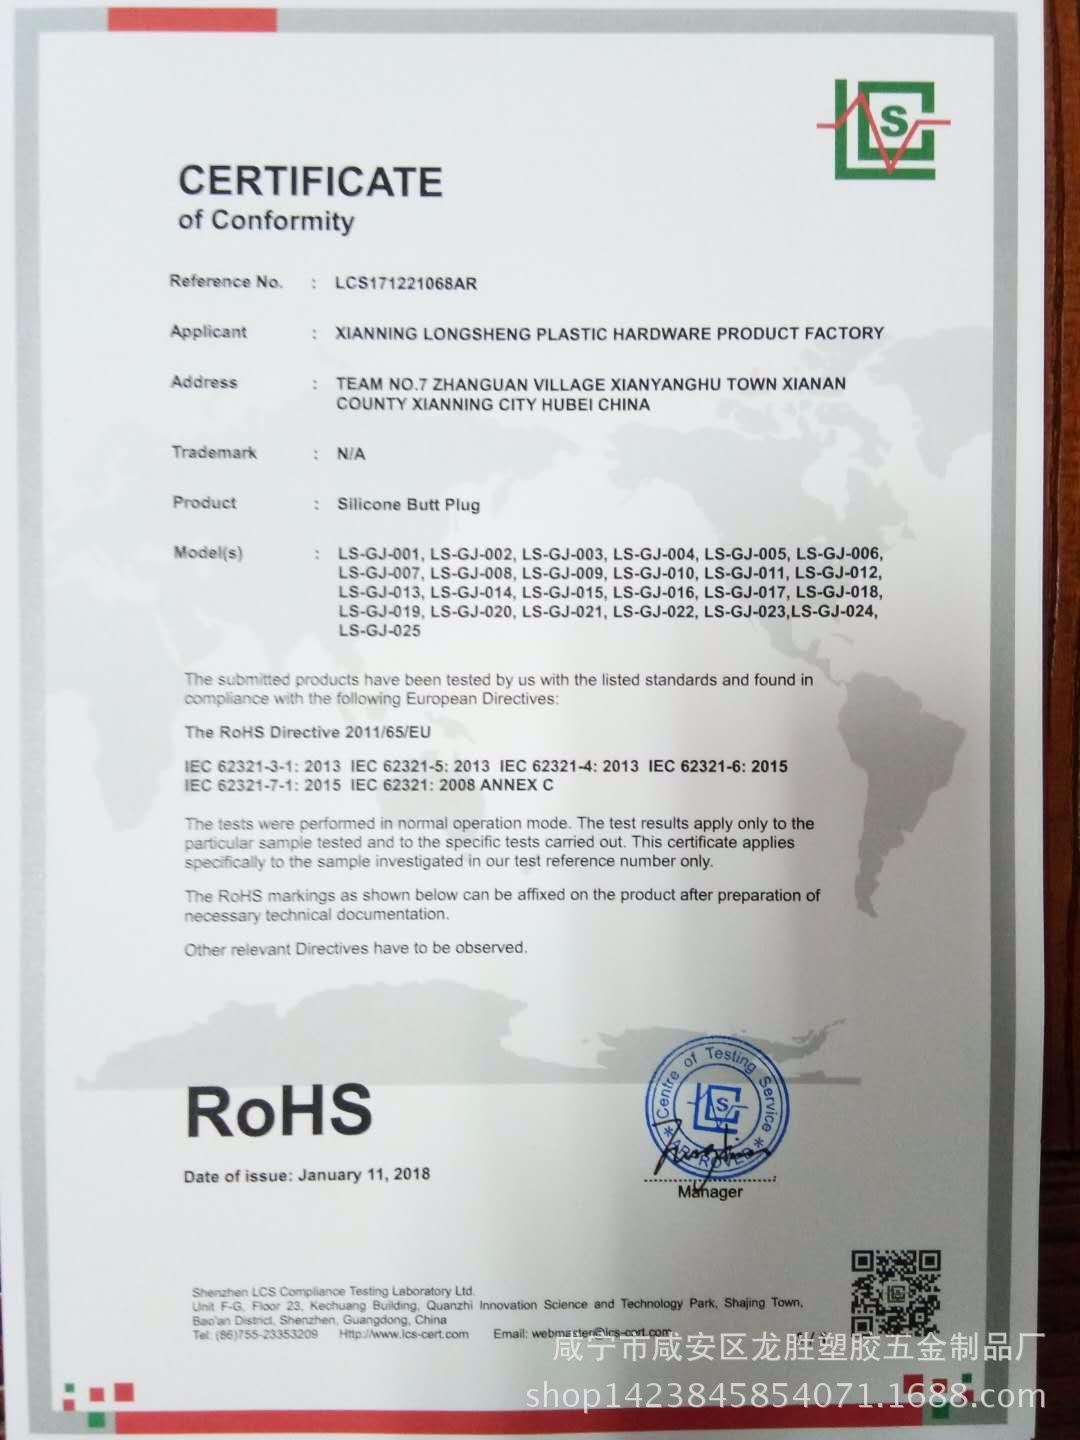 LCS
CERTIFICATE
of Conformity
Reference No. : LCS171221068AR
Applicant : XIANNING LONGSHENG PLASTIC HARDWARE PRODUCT FACTORY
Address : TEAM NO.7 ZHANGUAN VILLAGE XIANYANGHU TOWN XIANAN
COUNTY XIANNING CITY HUBEI CHINA
Trademark : N/A
Product : Silicone Butt Plug
Model(s) : LS-GJ-001, LS-GJ-002, LS-GJ-003, LS-GJ-004, LS-GJ-005, LS-GJ-006,
LS-GJ-007, LS-GJ-008, LS-GJ-009, LS-GJ-010, LS-GJ-011, LS-GJ-012,
LS-GJ-013, LS-GJ-014, LS-GJ-015, LS-GJ-016, LS-GJ-017, LS-GJ-018,
LS-GJ-019, LS-GJ-020, LS-GJ-021, LS-GJ-022, LS-GJ-023,LS-GJ-024,
LS-GJ-025
The submitted products have been tested by us with the listed standards and found in
compliance with the following European Directives:
The RoHS Directive 2011/65/EU
IEC 62321-3-1: 2013 IEC 62321-5: 2013 IEC 62321-4: 2013 IEC 62321-6: 2015
IEC 62321-7-1: 2015 IEC 62321: 2008 ANNEX C
The tests were performed in normal operation mode. The test results apply only to the
particular sample tested and to the specific tests carried out. This certificate applies
specifically to the sample investigated in our test reference number only.
The RoHS markings as shown below can be affixed on the product after preparation of
necessary technical documentation.
Other relevant Directives have to be observed.
RoHS
Centre of Testing Service
LCS
* APPROVED *
Date of issue: January 11, 2018
Manager
Shenzhen LCS Compliance Testing Laboratory Ltd.
Unit F-G, Floor 23, Kechuang Building, Quanzhi Innovation Science and Technology Park, Shajing Town,
Bao'an District, Shenzhen, Guangdong, China
Tel: (86)755-23353209 Http://www.lcs-cert.com Email: webmaster@lcs-cert.com
咸宁市咸安区龙胜塑胶五金制品厂
shop1423845854071.1688.com